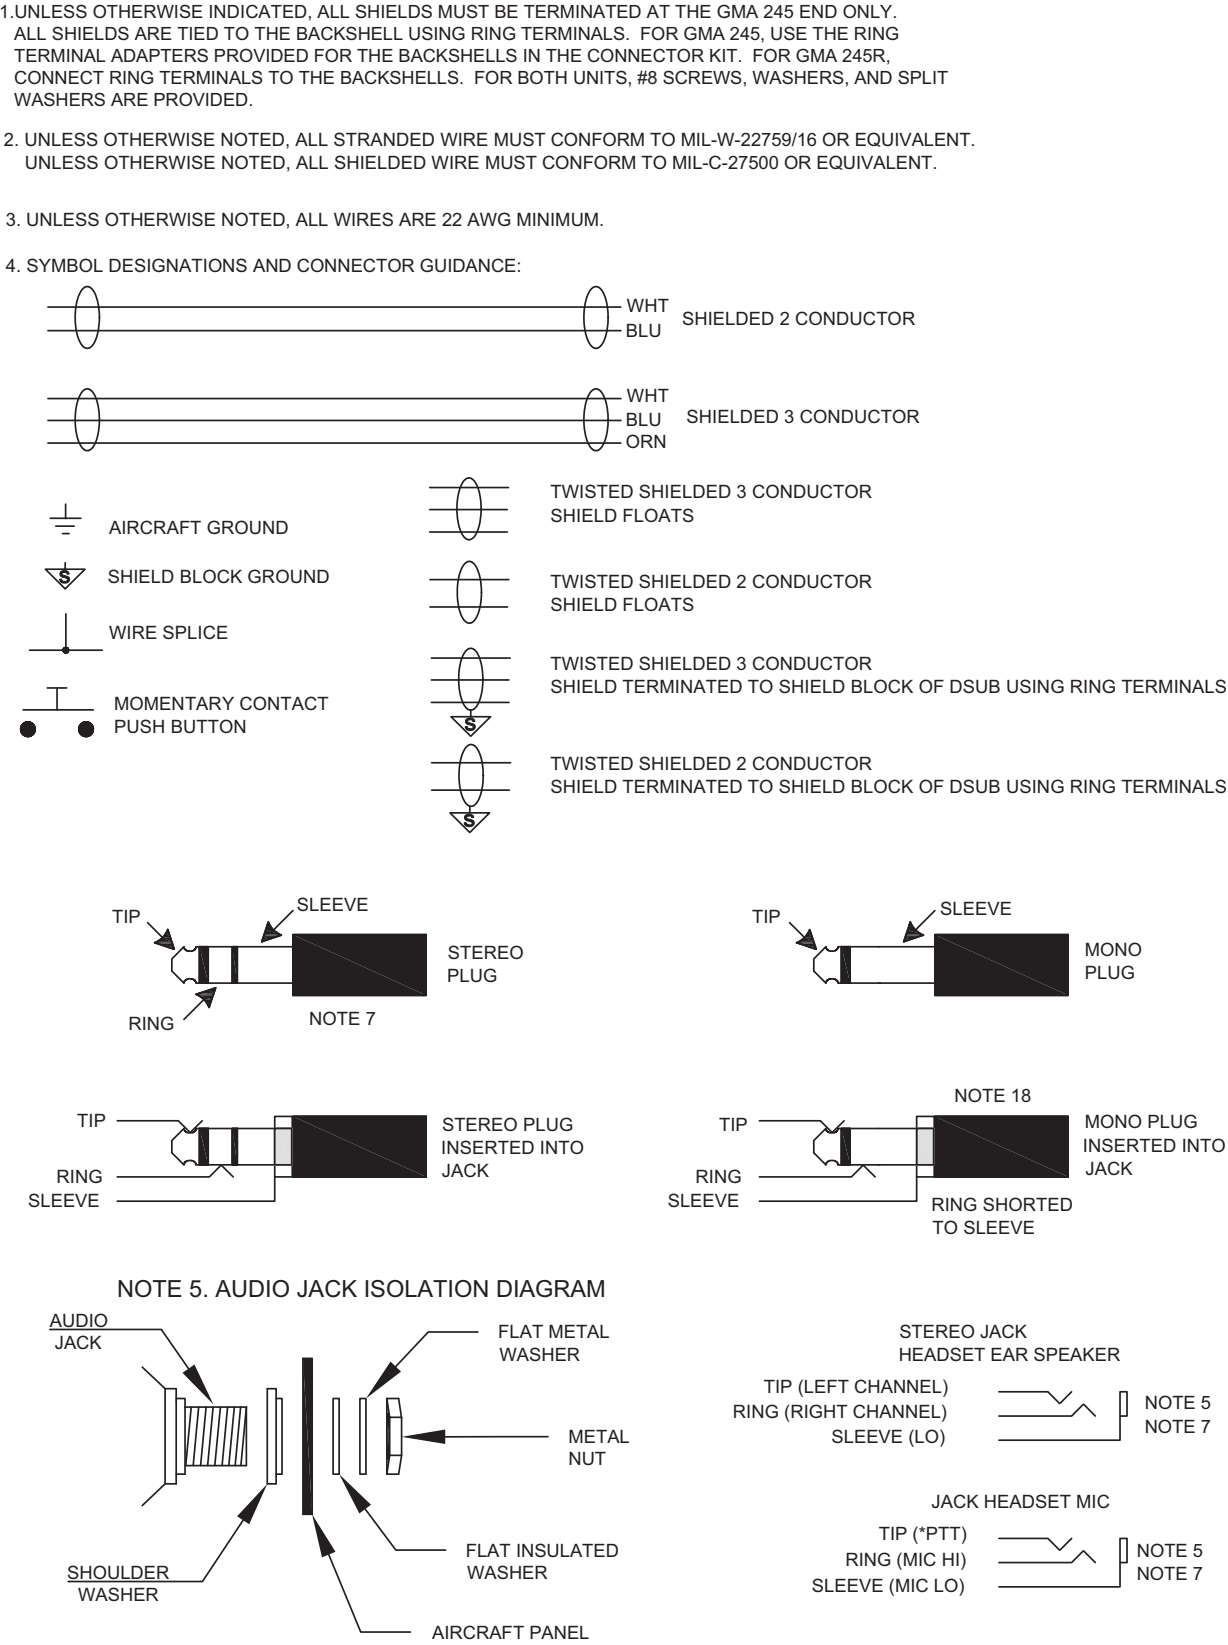 1.UNLESS OTHERWISE INDICATED, ALL SHIELDS MUST BE TERMINATED AT THE GMA 245 END ONLY.
ALL SHIELDS ARE TIED TO THE BACKSHELL USING RING TERMINALS. FOR GMA 245, USE THE RING
TERMINAL ADAPTERS PROVIDED FOR THE BACKSHELLS IN THE CONNECTOR KIT. FOR GMA 245R,
CONNECT RING TERMINALS TO THE BACKSHELLS. FOR BOTH UNITS, #8 SCREWS, WASHERS, AND SPLIT
WASHERS ARE PROVIDED.
2. UNLESS OTHERWISE NOTED, ALL STRANDED WIRE MUST CONFORM TO MIL-W-22759/16 OR EQUIVALENT.
UNLESS OTHERWISE NOTED, ALL SHIELDED WIRE MUST CONFORM TO MIL-C-27500 OR EQUIVALENT.
3. UNLESS OTHERWISE NOTED, ALL WIRES ARE 22 AWG MINIMUM.
4. SYMBOL DESIGNATIONS AND CONNECTOR GUIDANCE:
WHT
BLU
SHIELDED 2 CONDUCTOR
WHT
BLU
ORN
SHIELDED 3 CONDUCTOR
AIRCRAFT GROUND
S
SHIELD BLOCK GROUND
WIRE SPLICE
MOMENTARY CONTACT
PUSH BUTTON
TWISTED SHIELDED 3 CONDUCTOR
SHIELD FLOATS
TWISTED SHIELDED 2 CONDUCTOR
SHIELD FLOATS
TWISTED SHIELDED 3 CONDUCTOR
SHIELD TERMINATED TO SHIELD BLOCK OF DSUB USING RING TERMINALS
S
TWISTED SHIELDED 2 CONDUCTOR
SHIELD TERMINATED TO SHIELD BLOCK OF DSUB USING RING TERMINALS
S
TIP
SLEEVE
RING
STEREO
PLUG
NOTE 7
TIP
SLEEVE
MONO
PLUG
TIP
RING
SLEEVE
STEREO PLUG
INSERTED INTO
JACK
NOTE 18
TIP
RING
SLEEVE
MONO PLUG
INSERTED INTO
JACK
RING SHORTED
TO SLEEVE
NOTE 5. AUDIO JACK ISOLATION DIAGRAM
AUDIO
JACK
FLAT METAL
WASHER
METAL
NUT
FLAT INSULATED
WASHER
SHOULDER
WASHER
AIRCRAFT PANEL
STEREO JACK
HEADSET EAR SPEAKER
TIP (LEFT CHANNEL)
RING (RIGHT CHANNEL)
SLEEVE (LO)
NOTE 5
NOTE 7
JACK HEADSET MIC
TIP (*PTT)
RING (MIC HI)
SLEEVE (MIC LO)
NOTE 5
NOTE 7